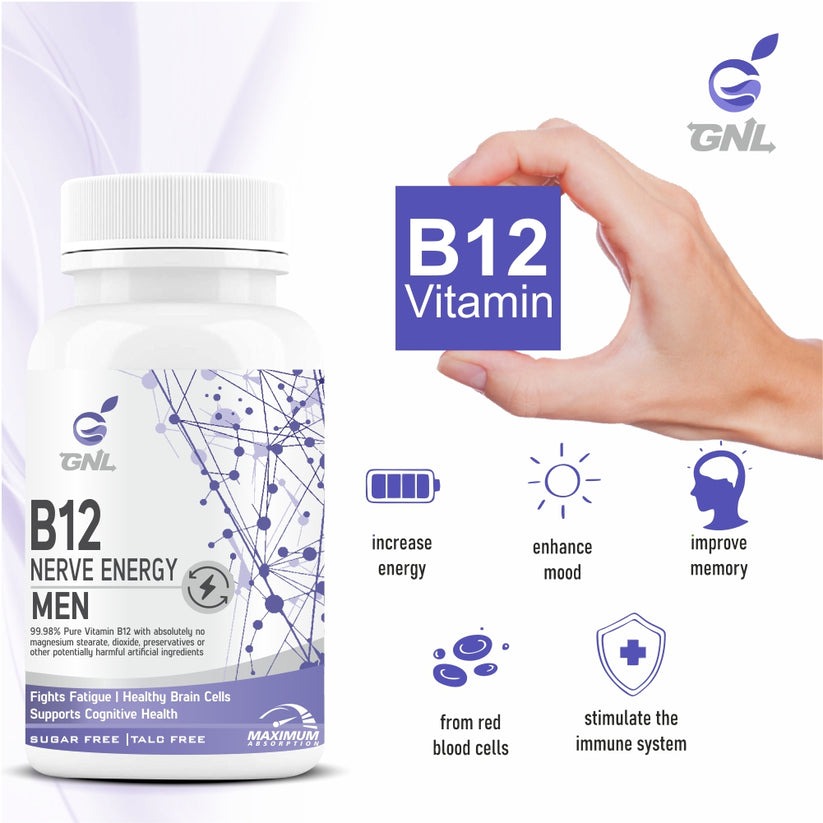 GNL
B12
Vitamin
GNL
B12
NERVE ENERGY
MEN
99.98% Pure Vitamin B12 with absolutely no
magnesium stearate, dioxide, preservatives or
other potentially harmful artificial ingredients
Fights Fatigue | Healthy Brain Cells
Supports Cognitive Health
SUGAR FREE |TALC FREE
MAXIMUM
ABSORPTION
increase
energy
enhance
mood
improve
memory
from red
blood cells
stimulate the
immune system